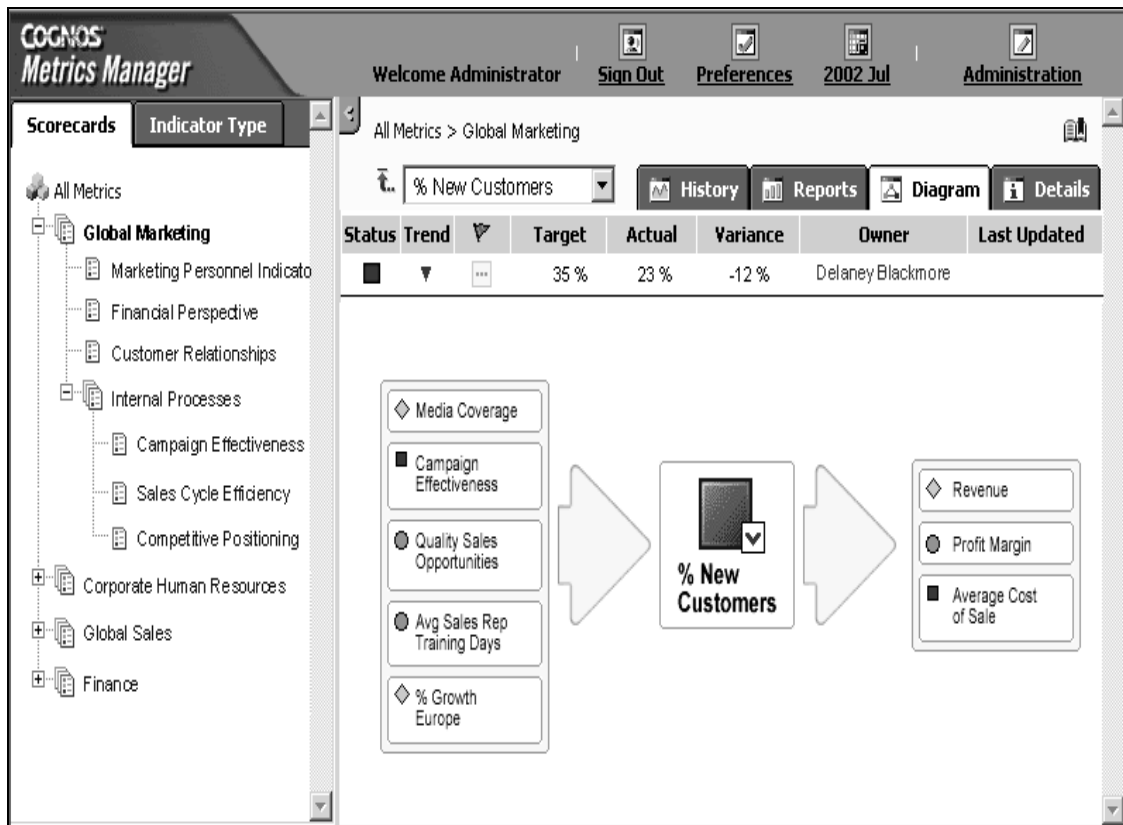 COGNOS
Metrics Manager
Welcome Administrator
Sign Out
Preferences
2002 Jul
Administration
Scorecards
Indicator Type
All Metrics > Global Marketing
All Metrics
% New Customers
History
Reports
Diagram
Details
Global Marketing
Status Trend Target Actual Variance Owner Last Updated
Marketing Personnel Indicato
35 % 23 % -12 % Delaney Blackmore
Financial Perspective
Customer Relationships
Internal Processes
Campaign Effectiveness
Sales Cycle Efficiency
Competitive Positioning
Corporate Human Resources
Global Sales
Finance
Media Coverage
Campaign
Effectiveness
Quality Sales
Opportunities
Avg Sales Rep
Training Days
% Growth
Europe
% New
Customers
Revenue
Profit Margin
Average Cost
of Sale